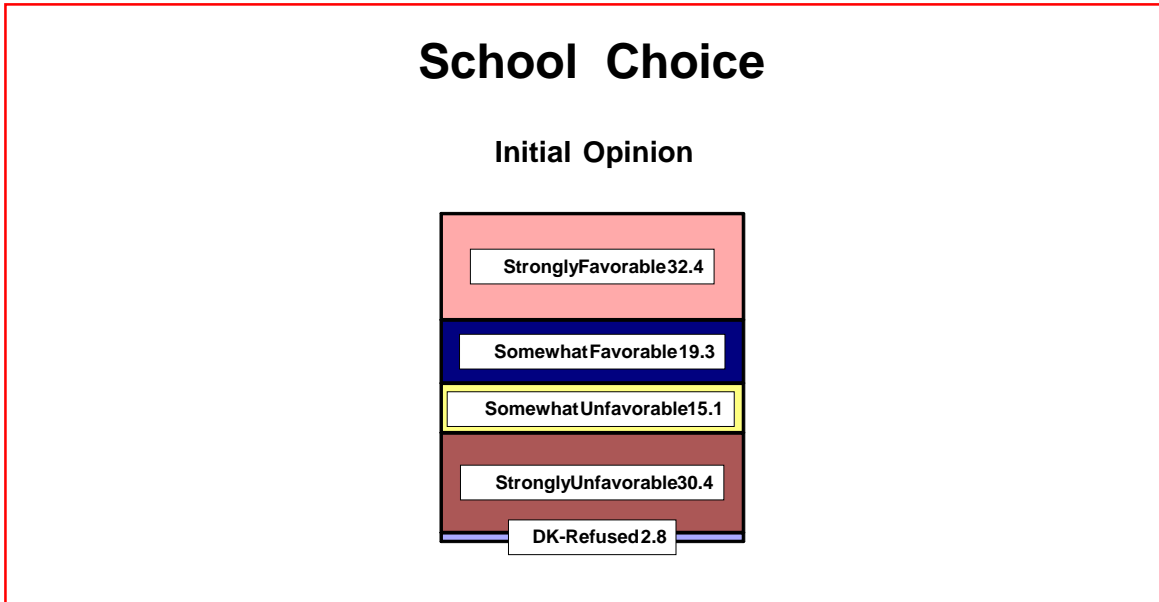 School Choice
Initial Opinion
StronglyFavorable32.4
SomewhatFavorable19.3
SomewhatUnfavorable15.1
StronglyUnfavorable30.4
DK-Refused2.8